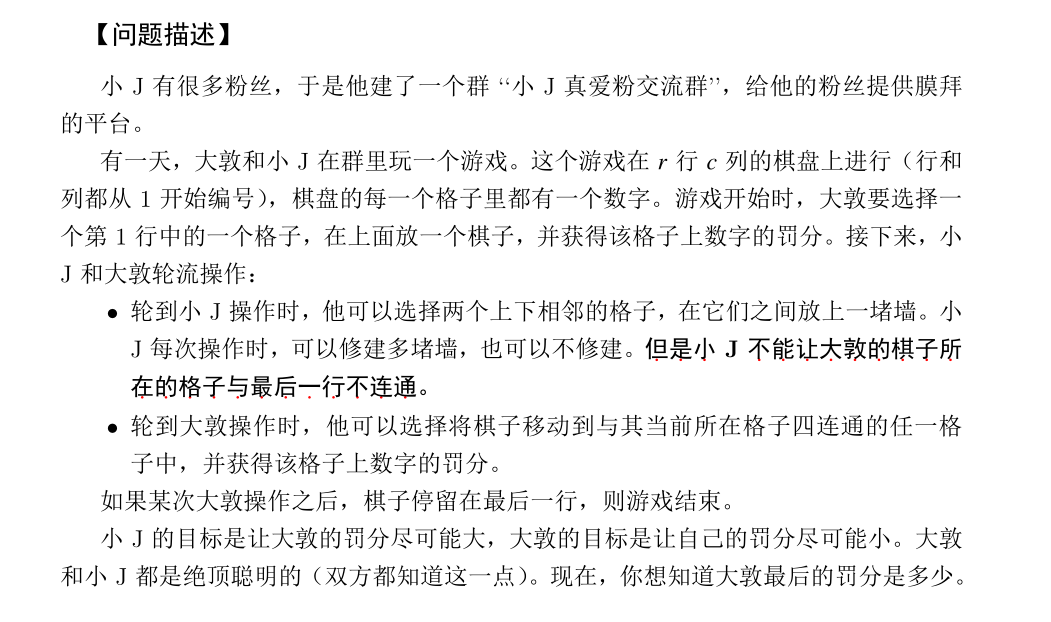 【问题描述】
小 J 有很多粉丝，于是他建了一个群 “小 J 真爱粉交流群”，给他的粉丝提供膜拜
的平台。
有一天，大敦和小 J 在群里玩一个游戏。这个游戏在 r 行 c 列的棋盘上进行（行和
列都从 1 开始编号），棋盘的每一个格子里都有一个数字。游戏开始时，大敦要选择一
个第 1 行中的一个格子，在上面放一个棋子，并获得该格子上数字的罚分。接下来，小
J 和大敦轮流操作：
• 轮到小 J 操作时，他可以选择两个上下相邻的格子，在它们之间放上一堵墙。小
J 每次操作时，可以修建多堵墙，也可以不修建。但是小 J 不能让大敦的棋子所
在的格子与最后一行不连通。
• 轮到大敦操作时，他可以选择将棋子移动到与其当前所在格子四连通的任一格
子中，并获得该格子上数字的罚分。
如果某次大敦操作之后，棋子停留在最后一行，则游戏结束。
小 J 的目标是让大敦的罚分尽可能大，大敦的目标是让自己的罚分尽可能小。大敦
和小 J 都是绝顶聪明的（双方都知道这一点）。现在，你想知道大敦最后的罚分是多少。